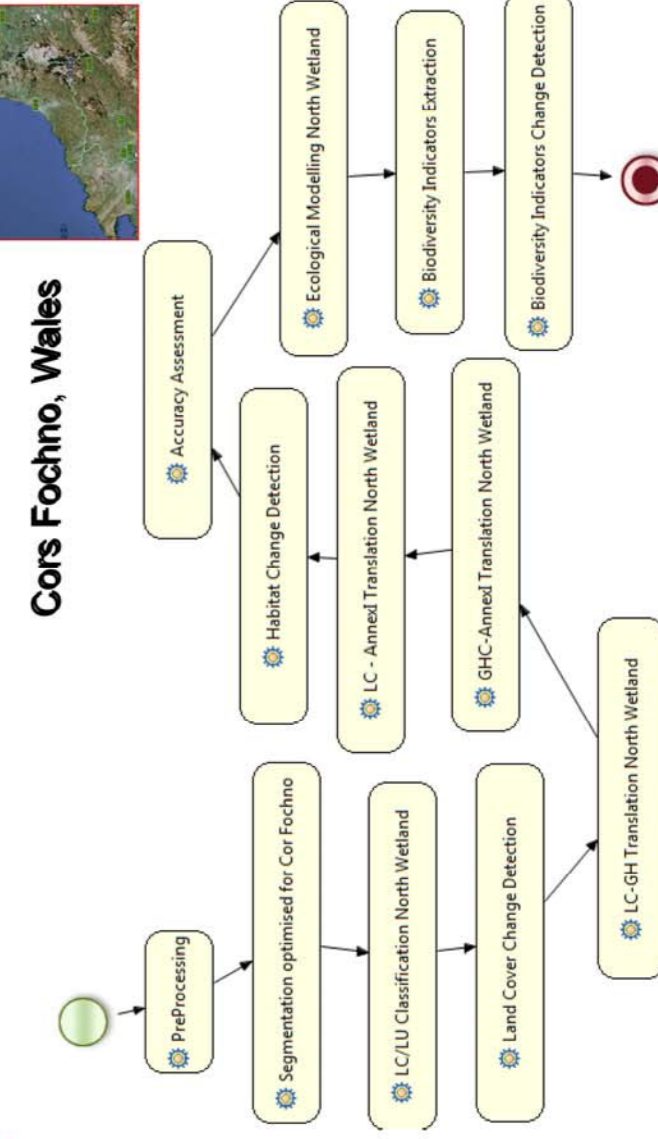 Cors Fochno, Wales
PreProcessing
Segmentation optimised for Cor Fochno
LC/LU Classification North Wetland
Land Cover Change Detection
LC-GH Translation North Wetland
GHC-AnnexI Translation North Wetland
LC - AnnexI Translation North Wetland
Habitat Change Detection
Accuracy Assessment
Ecological Modelling North Wetland
Biodiversity Indicators Extraction
Biodiversity Indicators Change Detection